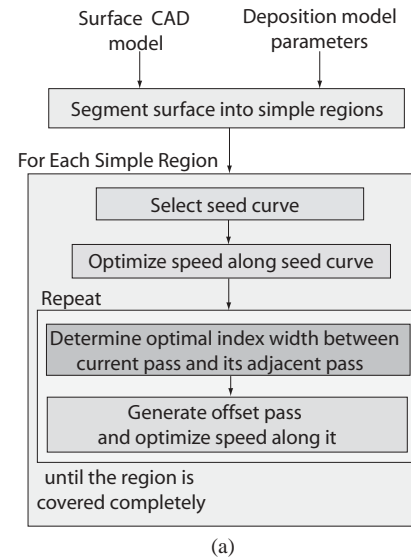 Surface CAD
model
Deposition model
parameters
Segment surface into simple regions
For Each Simple Region
Select seed curve
Optimize speed along seed curve
Repeat
Determine optimal index width between
current pass and its adjacent pass
Generate offset pass
and optimize speed along it
until the region is
covered completely
(a)